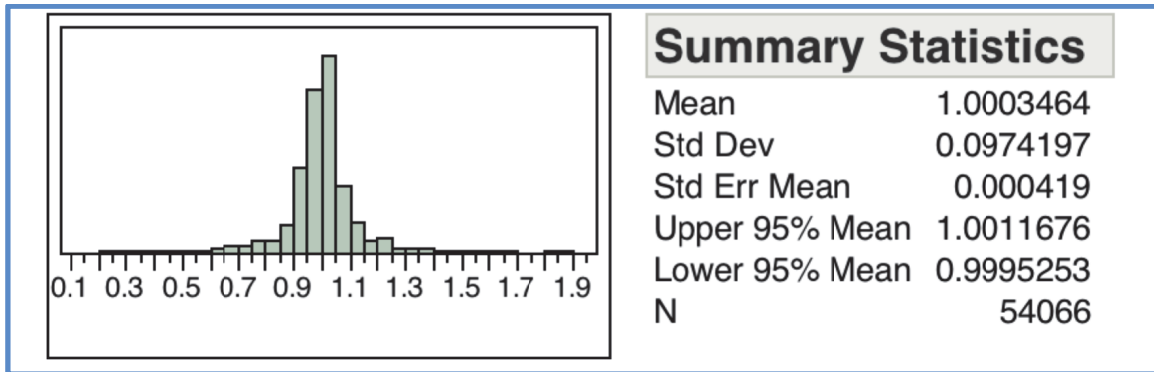 0.1 0.3 0.5 0.7 0.9 1.1 1.3 1.5 1.7 1.9
Summary Statistics
Mean 1.0003464
Std Dev 0.0974197
Std Err Mean 0.000419
Upper 95% Mean 1.0011676
Lower 95% Mean 0.9995253
N 54066